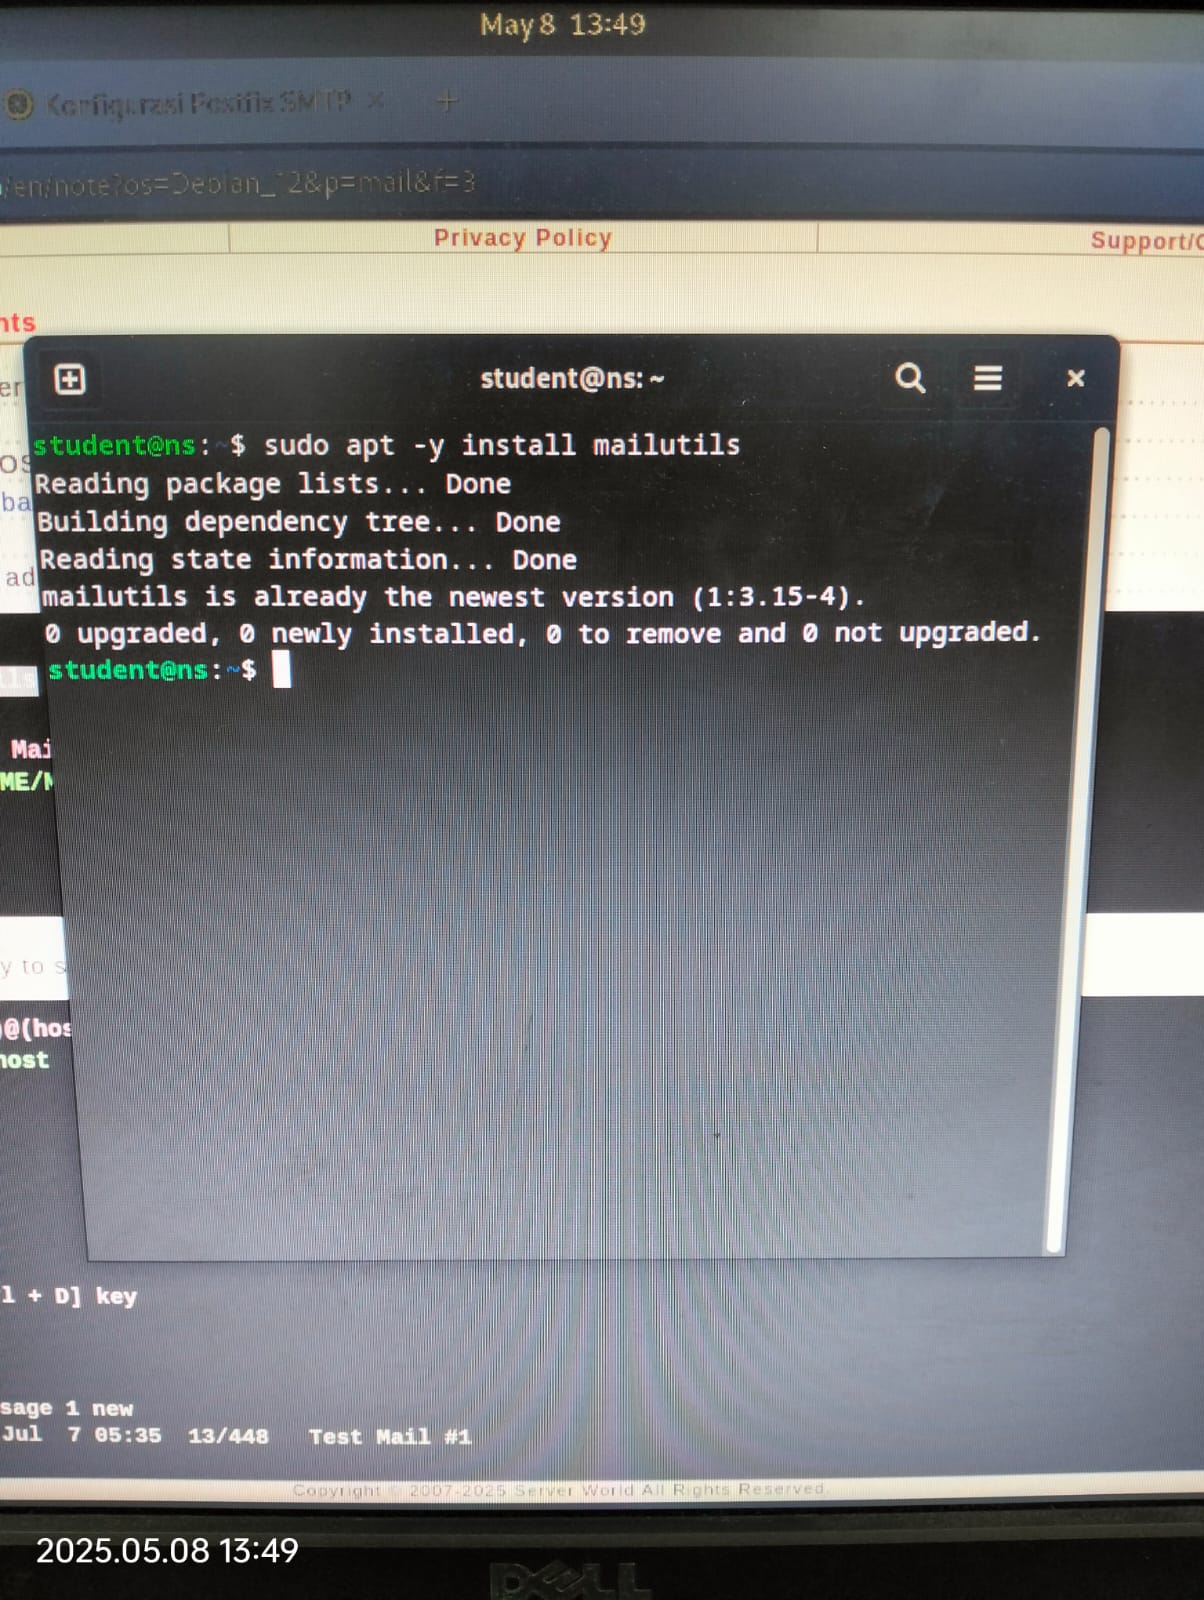 May 8 13:49
Konfigurasi Postfix SMTP × +
/en/note?os=Debian_12&p=mail&f=3
Privacy Policy
Support/
nts
er
student@ns: ~
student@ns:~$ sudo apt -y install mailutils
os
Reading package lists... Done
ba
Building dependency tree... Done
Reading state information... Done
ad
mailutils is already the newest version (1:3.15-4).
0 upgraded, 0 newly installed, 0 to remove and 0 not upgraded.
student@ns:~$
Mai
ME/M
y to s
@(hos
host
l + D] key
sage 1 new
Jul 7 05:35 13/448 Test Mail #1
Copyright © 2007-2025 Server World All Rights Reserved.
2025.05.08 13:49
DELL